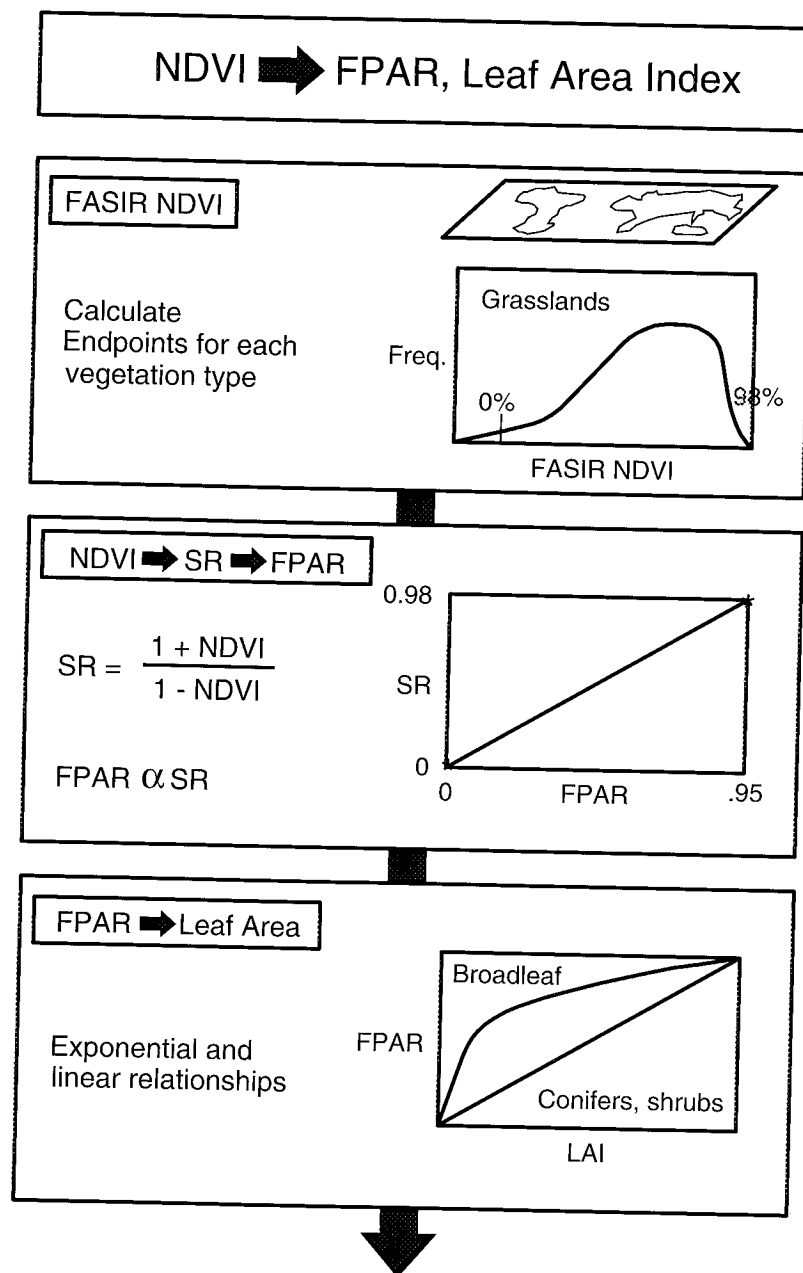 NDVI ➡ FPAR, Leaf Area Index
FASIR NDVI
Calculate
Endpoints for each
vegetation type
Grasslands
Freq.
0%
98%
FASIR NDVI
NDVI ➡ SR ➡ FPAR
SR = 1 + NDVI
1 - NDVI
FPAR α SR
0.98
SR
0
0
FPAR
.95
FPAR ➡ Leaf Area
Exponential and
linear relationships
Broadleaf
FPAR
Conifers, shrubs
LAI